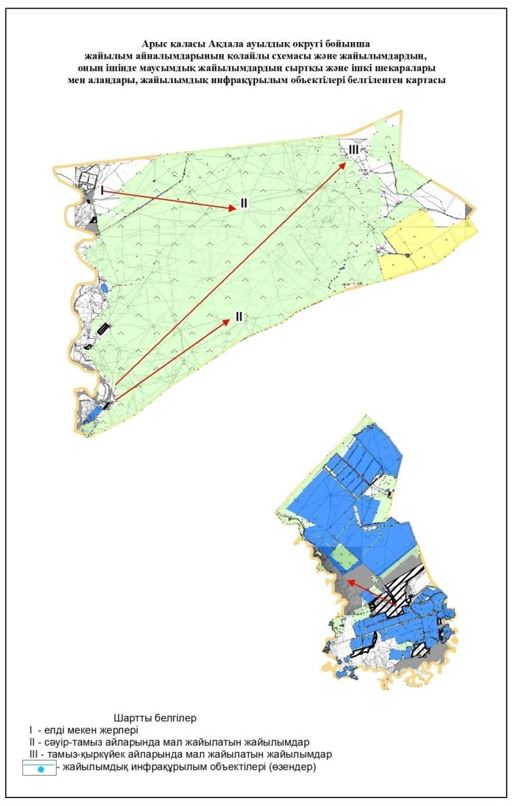 Арыс қаласы Ақдала ауылдық округі бойынша
жайылым айналымдарының қолайлы схемасы және жайылымдардың,
оның ішінде маусымдық жайылымдардың сыртқы және ішкі шекаралары
мен алаңдары, жайылымдық инфрақұрылым объектілері белгіленген картасы
III
I
II
II
Шартты белгілер
I - елді мекен жерлері
II - сәуір-тамыз айларында мал жайылатын жайылымдар
III - тамыз-қыркүйек айларында мал жайылатын жайылымдар
- жайылымдық инфрақұрылым объектілері (өзендер)